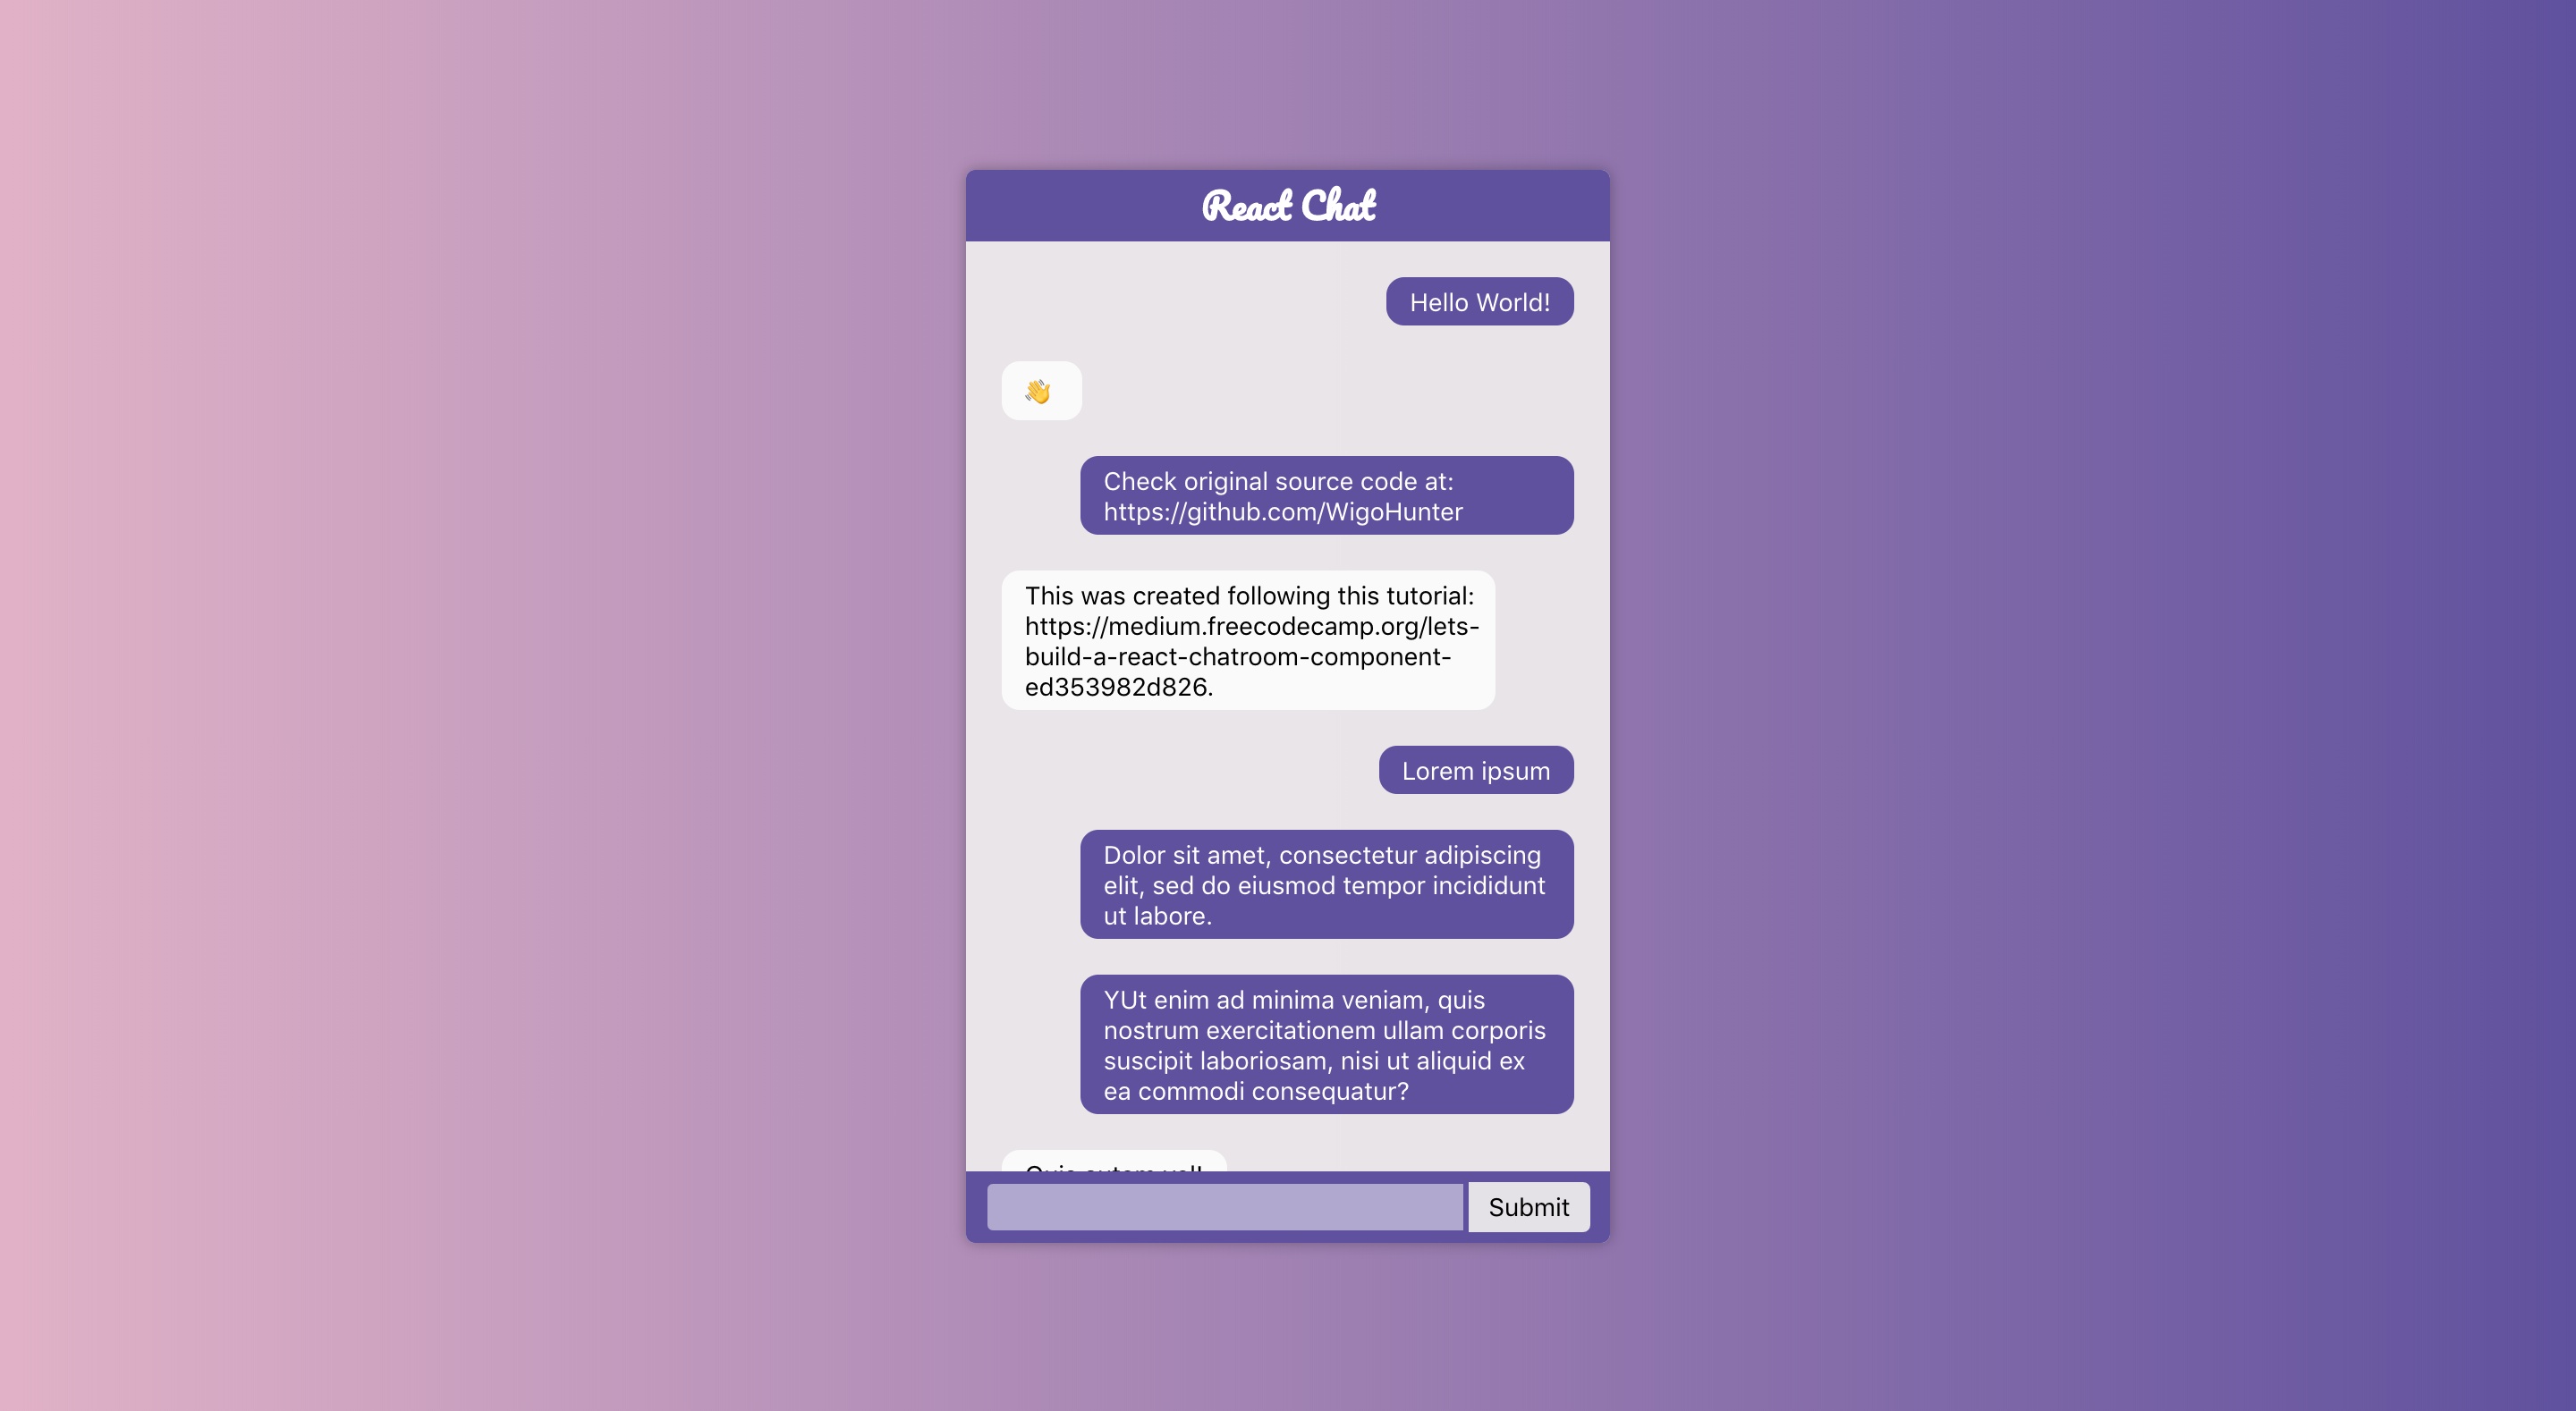 React Chat
Hello World!
👋
Check original source code at:
https://github.com/WigoHunter
This was created following this tutorial:
https://medium.freecodecamp.org/lets-
build-a-react-chatroom-component-
ed353982d826.
Lorem ipsum
Dolor sit amet, consectetur adipiscing
elit, sed do eiusmod tempor incididunt
ut labore.
YUt enim ad minima veniam, quis
nostrum exercitationem ullam corporis
suscipit laboriosam, nisi ut aliquid ex
ea commodi consequatur?
Submit